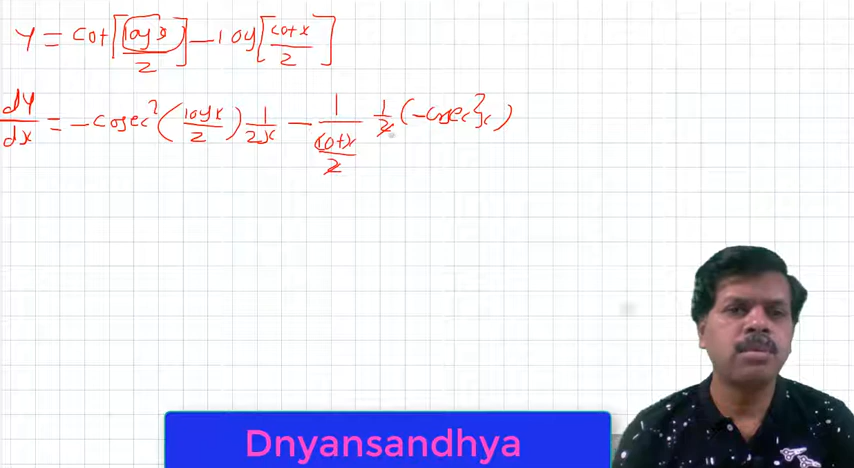 y = cot[log x/2] - log[cot x/2]
dy/dx = -cosec²(log x/2) 1/2x - 1/(cot x/2) 1/2 (-cosec²x)
Dnyansandhya